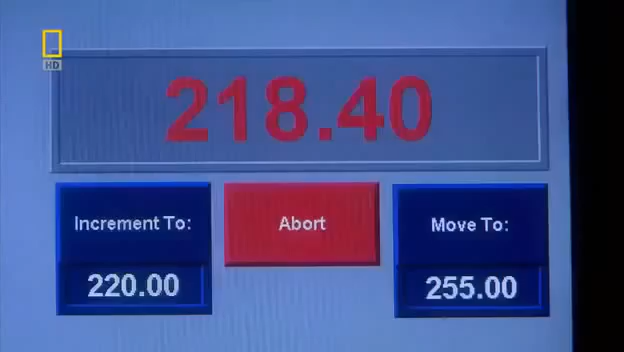 HD
218.40
Increment To:
Abort
Move To:
220.00
255.00